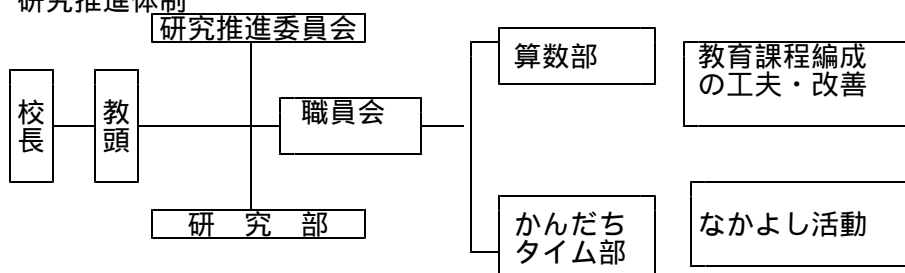 研究推進体制
研究推進委員会
校長
教頭
職員会
研 究 部
算数部
教育課程編成
の工夫・改善
かんだち
タイム部
なかよし活動